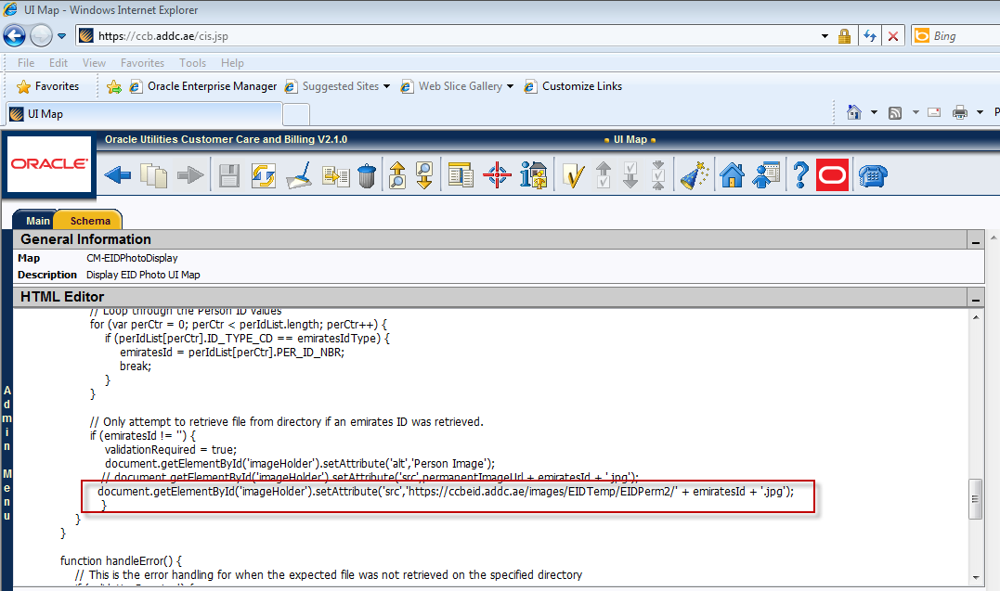 UI Map - Windows Internet Explorer
https://ccb.addc.ae/cis.jsp
Bing
File Edit View Favorites Tools Help
Favorites Oracle Enterprise Manager Suggested Sites Web Slice Gallery Customize Links
UI Map
P
Oracle Utilities Customer Care and Billing V2.1.0 UI Map
ORACLE
Main Schema
General Information
Map CM-EIDPhotoDisplay
Description Display EID Photo UI Map
HTML Editor
// Loop through the Person ID values
for (var perCtr = 0; perCtr < perIdList.length; perCtr++) {
if (perIdList[perCtr].ID_TYPE_CD == emiratesIdType) {
emiratesId = perIdList[perCtr].PER_ID_NBR;
break;
}
}
// Only attempt to retrieve file from directory if an emirates ID was retrieved.
if (emiratesId != '') {
validationRequired = true;
document.getElementById('imageHolder').setAttribute('alt','Person Image');
// document.getElementById('imageHolder').setAttribute('src',permanentImageUrl + emiratesId + '.jpg');
document.getElementById('imageHolder').setAttribute('src','https://ccbeid.addc.ae/images/EIDTemp/EIDPerm2/' + emiratesId + '.jpg');
}
}
}
function handleError() {
// This is the error handling for when the expected file was not retrieved on the specified directory
Admin Menu